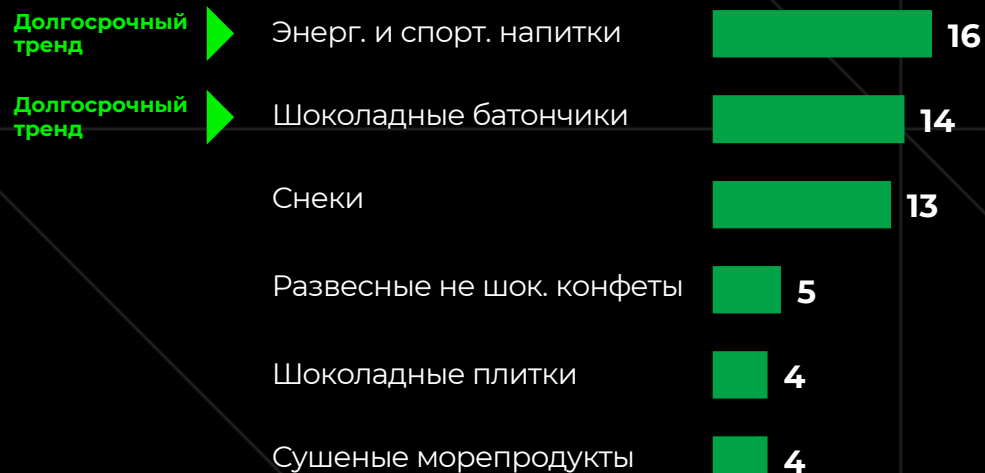 Долгосрочный
тренд
Энерг. и спорт. напитки
16
Долгосрочный
тренд
Шоколадные батончики
14
Снеки
13
Развесные не шок. конфеты
5
Шоколадные плитки
4
Сушеные морепродукты
4